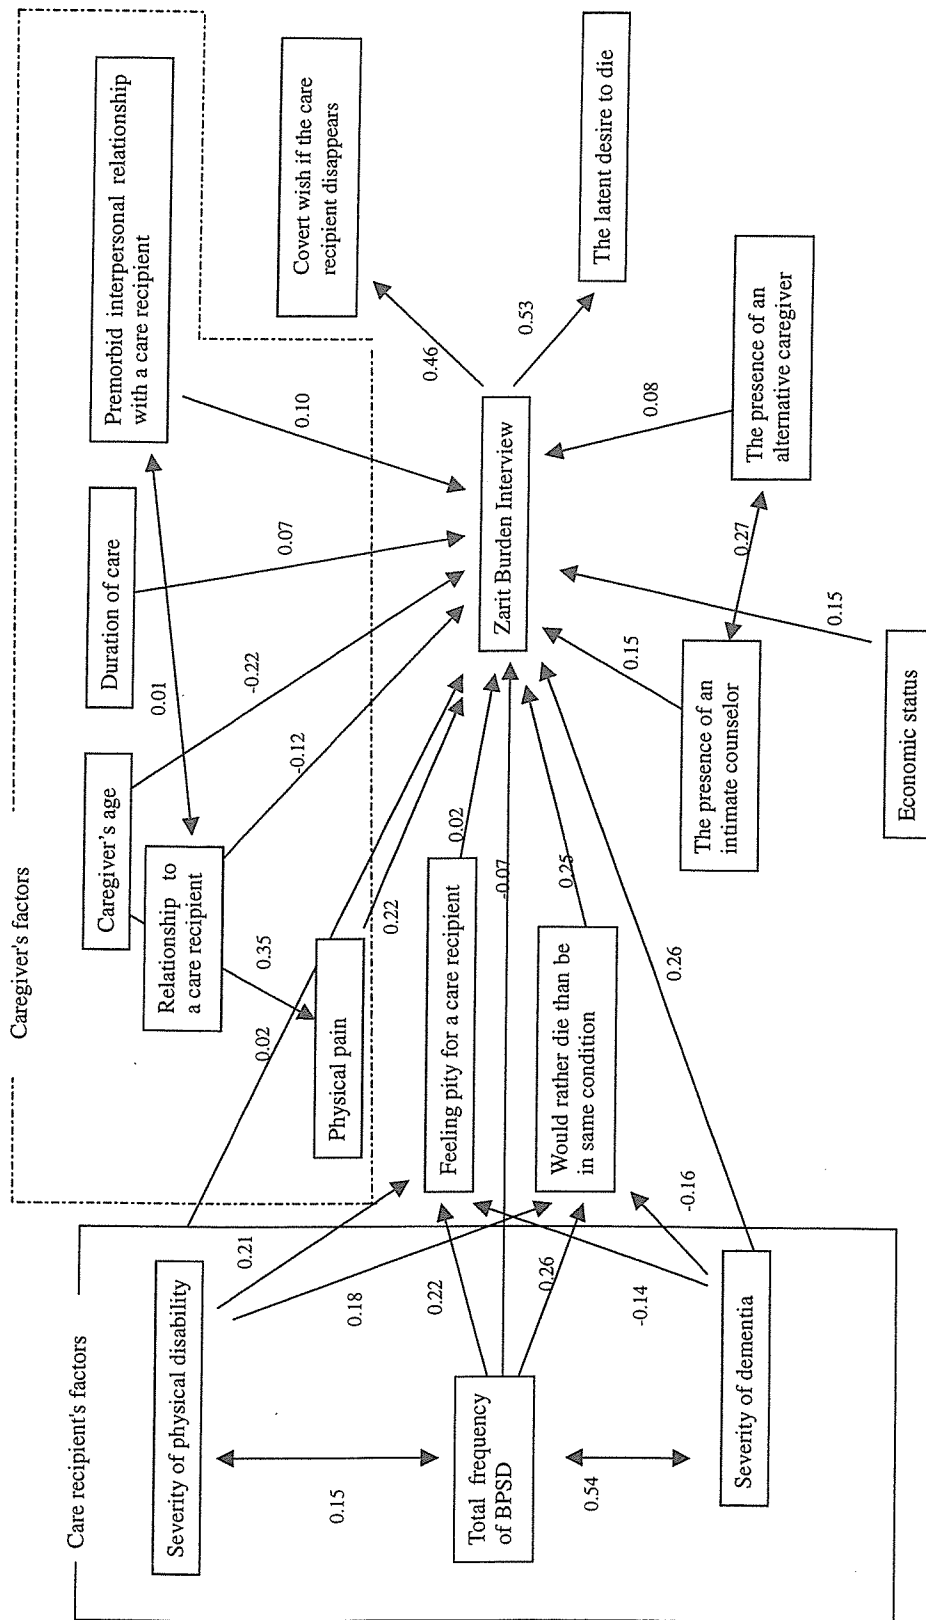 Caregiver's factors
Care recipient's factors
Caregiver's age
Duration of care
Premorbid interpersonal relationship
with a care recipient
Relationship to
a care recipient
0.01
Severity of physical disability
0.21
0.02
0.35
-0.22
0.07
0.10
-0.12
Physical pain
0.22
Covert wish if the care
recipient disappears
0.15
0.18
0.22
Feeling pity for a care recipient
0.02
0.46
Total frequency
of BPSD
-0.07
Zarit Burden Interview
0.53
0.26
Would rather die than be
in same condition
0.25
The latent desire to die
0.54
-0.14
-0.16
0.26
0.15
0.08
Severity of dementia
The presence of an
intimate counselor
0.27
The presence of an
alternative caregiver
0.15
Economic status